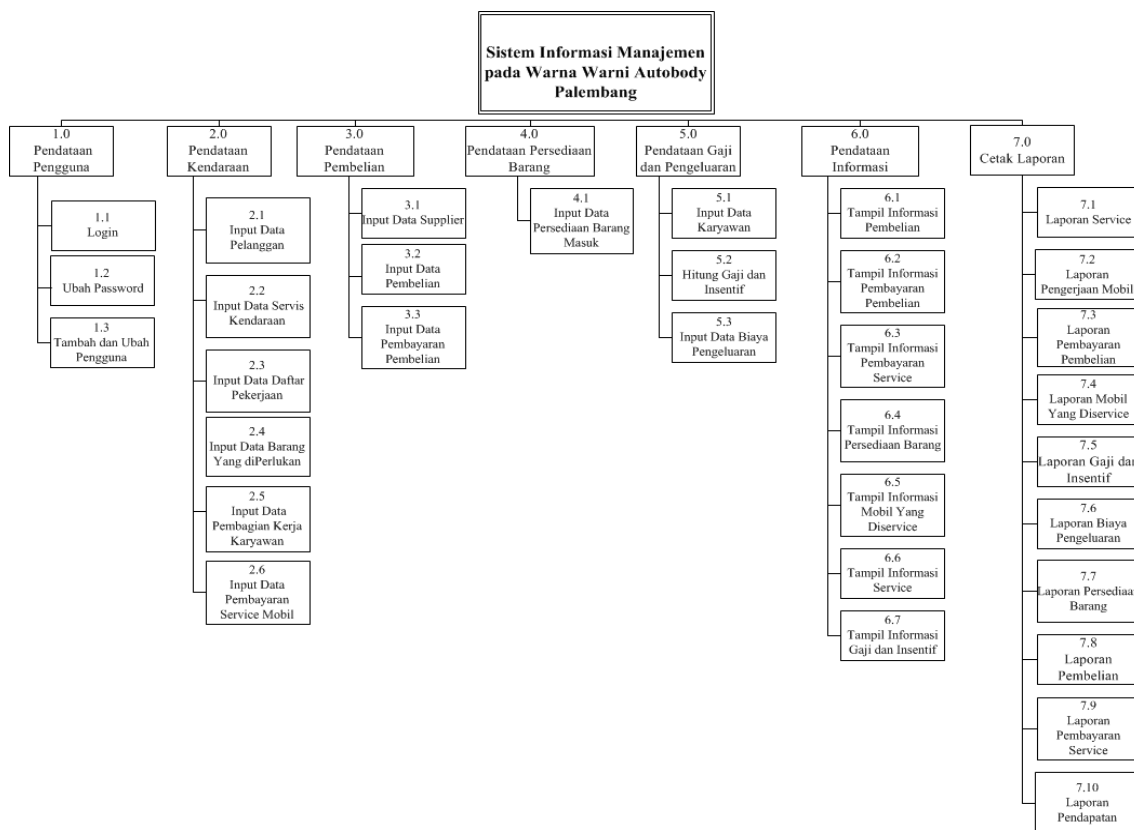 Sistem Informasi Manajemen
pada Warna Warni Autobody
Palembang
1.0
Pendataan
Pengguna
1.1
Login
1.2
Ubah Password
1.3
Tambah dan Ubah
Pengguna
2.0
Pendataan
Kendaraan
2.1
Input Data
Pelanggan
2.2
Input Data Servis
Kendaraan
2.3
Input Data Daftar
Pekerjaan
2.4
Input Data Barang
Yang diPerlukan
2.5
Input Data
Pembagian Kerja
Karyawan
2.6
Input Data
Pembayaran
Service Mobil
3.0
Pendataan
Pembelian
3.1
Input Data Supplier
3.2
Input Data
Pembelian
3.3
Input Data
Pembayaran
Pembelian
4.0
Pendataan Persediaan
Barang
4.1
Input Data
Persediaan Barang
Masuk
5.0
Pendataan Gaji
dan Pengeluaran
5.1
Input Data
Karyawan
5.2
Hitung Gaji dan
Insentif
5.3
Input Data Biaya
Pengeluaran
6.0
Pendataan
Informasi
6.1
Tampil Informasi
Pembelian
6.2
Tampil Informasi
Pembayaran
Pembelian
6.3
Tampil Informasi
Pembayaran
Service
6.4
Tampil Informasi
Persediaan Barang
6.5
Tampil Informasi
Mobil Yang
Diservice
6.6
Tampil Informasi
Service
6.7
Tampil Informasi
Gaji dan Insentif
7.0
Cetak Laporan
7.1
Laporan Service
7.2
Laporan
Pengerjaan Mobil
7.3
Laporan
Pembayaran
Pembelian
7.4
Laporan Mobil
Yang Diservice
7.5
Laporan Gaji dan
Insentif
7.6
Laporan Biaya
Pengeluaran
7.7
Laporan Persediaan
Barang
7.8
Laporan
Pembelian
7.9
Laporan
Pembayaran
Service
7.10
Laporan
Pendapatan